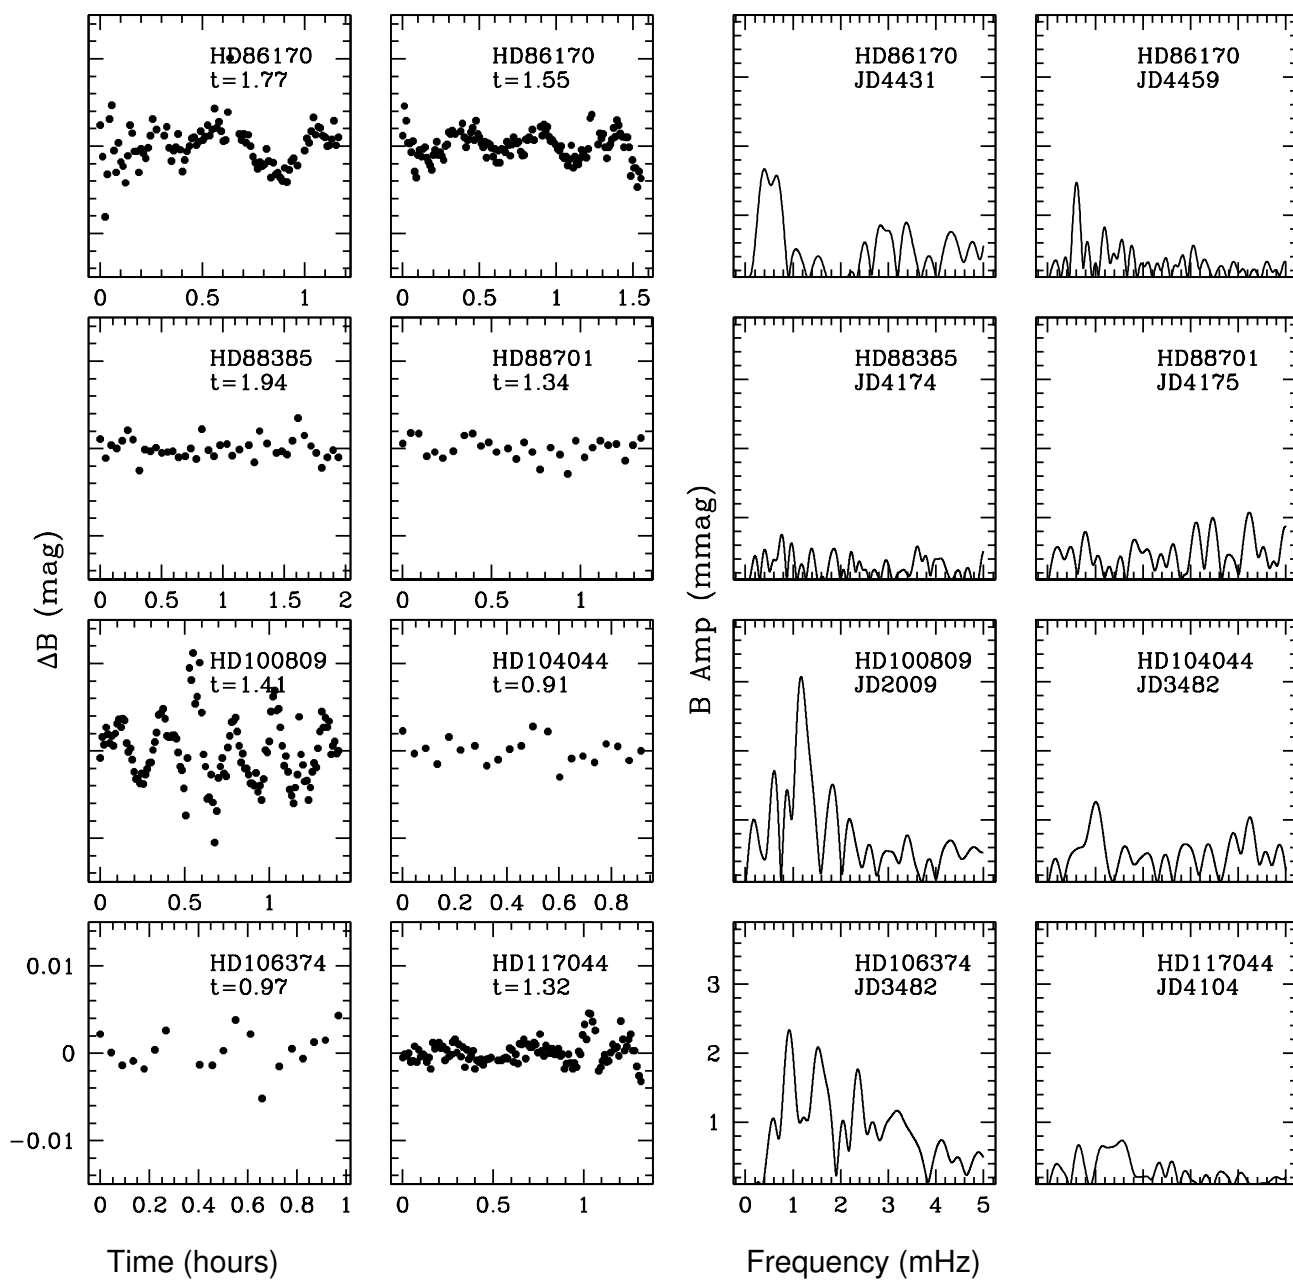 HD86170
t=1.77
HD86170
t=1.55
HD86170
JD4431
HD86170
JD4459
0 0.5 1
0 0.5 1 1.5
HD88385
t=1.94
HD88701
t=1.34
HD88385
JD4174
HD88701
JD4175
0 0.5 1 1.5 2
0 0.5 1
ΔB (mag)
B Amp (mmag)
HD100809
t=1.41
HD104044
t=0.91
HD100809
JD2009
HD104044
JD3482
0 0.5 1
0 0.2 0.4 0.6 0.8
HD106374
t=0.97
HD117044
t=1.32
HD106374
JD3482
HD117044
JD4104
0.01
0
−0.01
3
2
1
0 0.2 0.4 0.6 0.8 1
0 0.5 1
0 1 2 3 4 5
Time (hours)
Frequency (mHz)